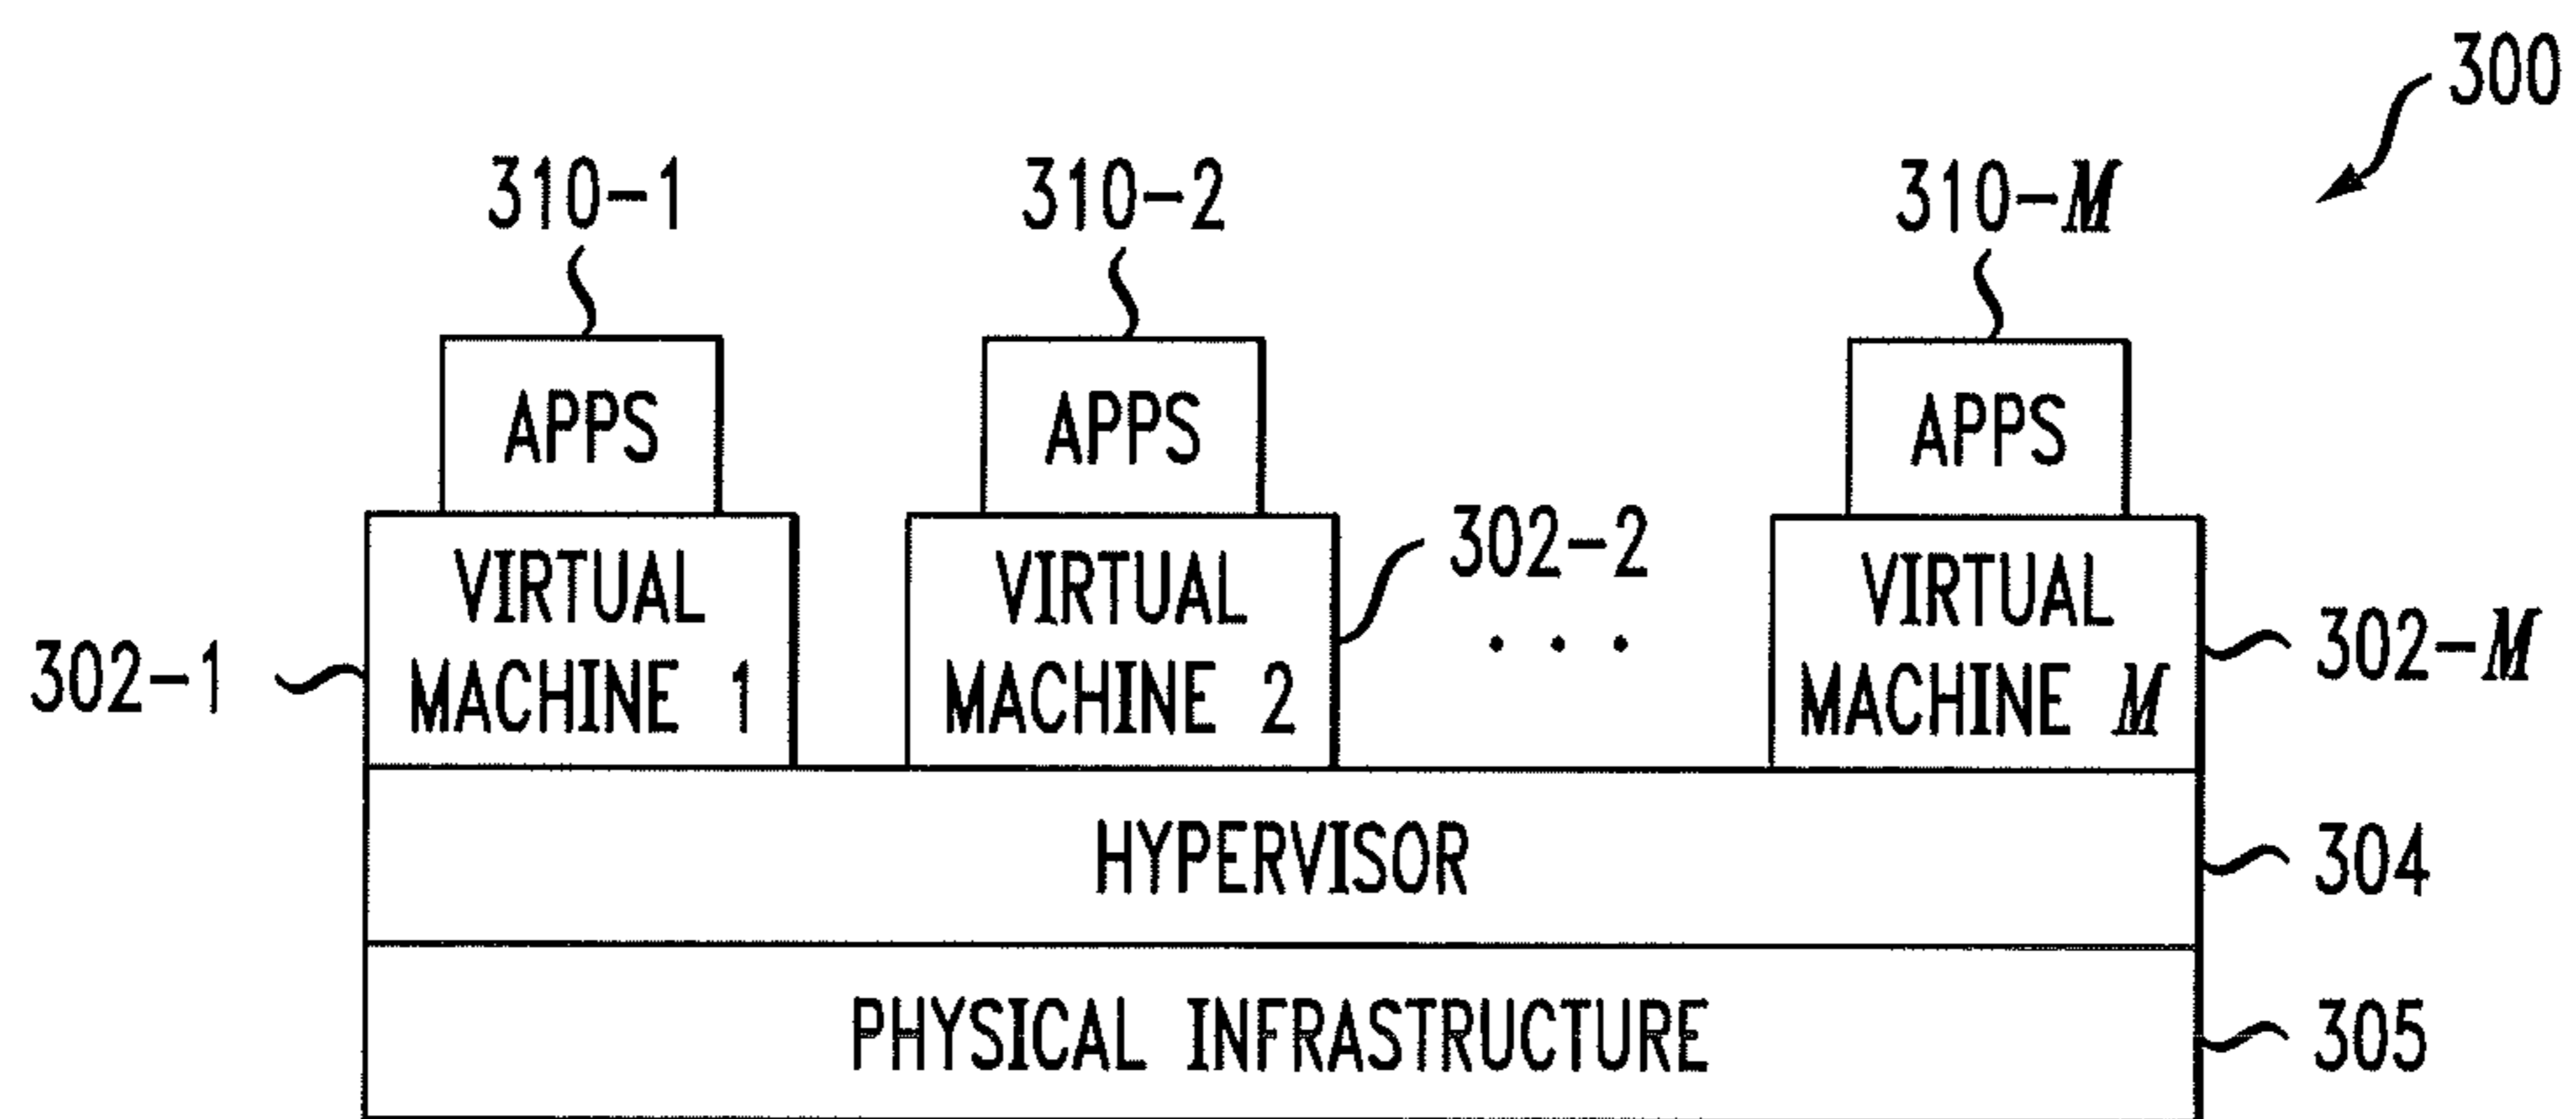 300
310-1
310-2
310-M
APPS
APPS
APPS
VIRTUAL
MACHINE 1
VIRTUAL
MACHINE 2
302-2
. . .
VIRTUAL
MACHINE M
302-1
302-M
HYPERVISOR
304
PHYSICAL INFRASTRUCTURE
305